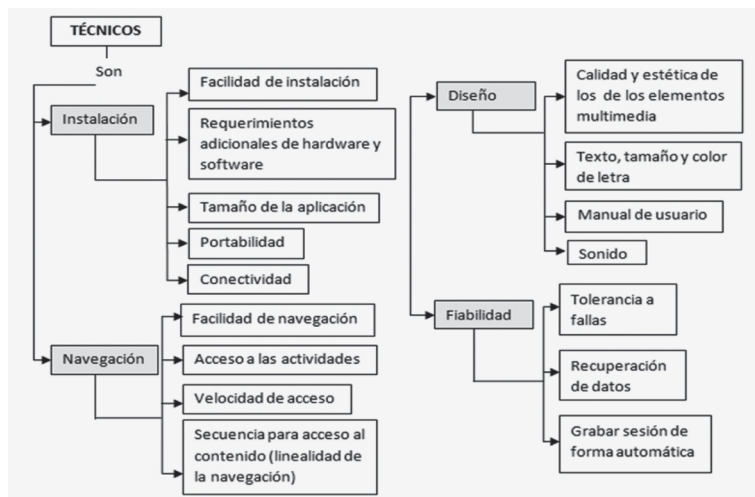 TÉCNICOS
Son
Instalación
Facilidad de instalación
Requerimientos
adicionales de hardware y
software
Tamaño de la aplicación
Portabilidad
Conectividad
Navegación
Facilidad de navegación
Acceso a las actividades
Velocidad de acceso
Secuencia para acceso al
contenido (linealidad de
la navegación)
Diseño
Calidad y estética de
los de los elementos
multimedia
Texto, tamaño y color
de letra
Manual de usuario
Sonido
Fiabilidad
Tolerancia a
fallas
Recuperación
de datos
Grabar sesión de
forma automática